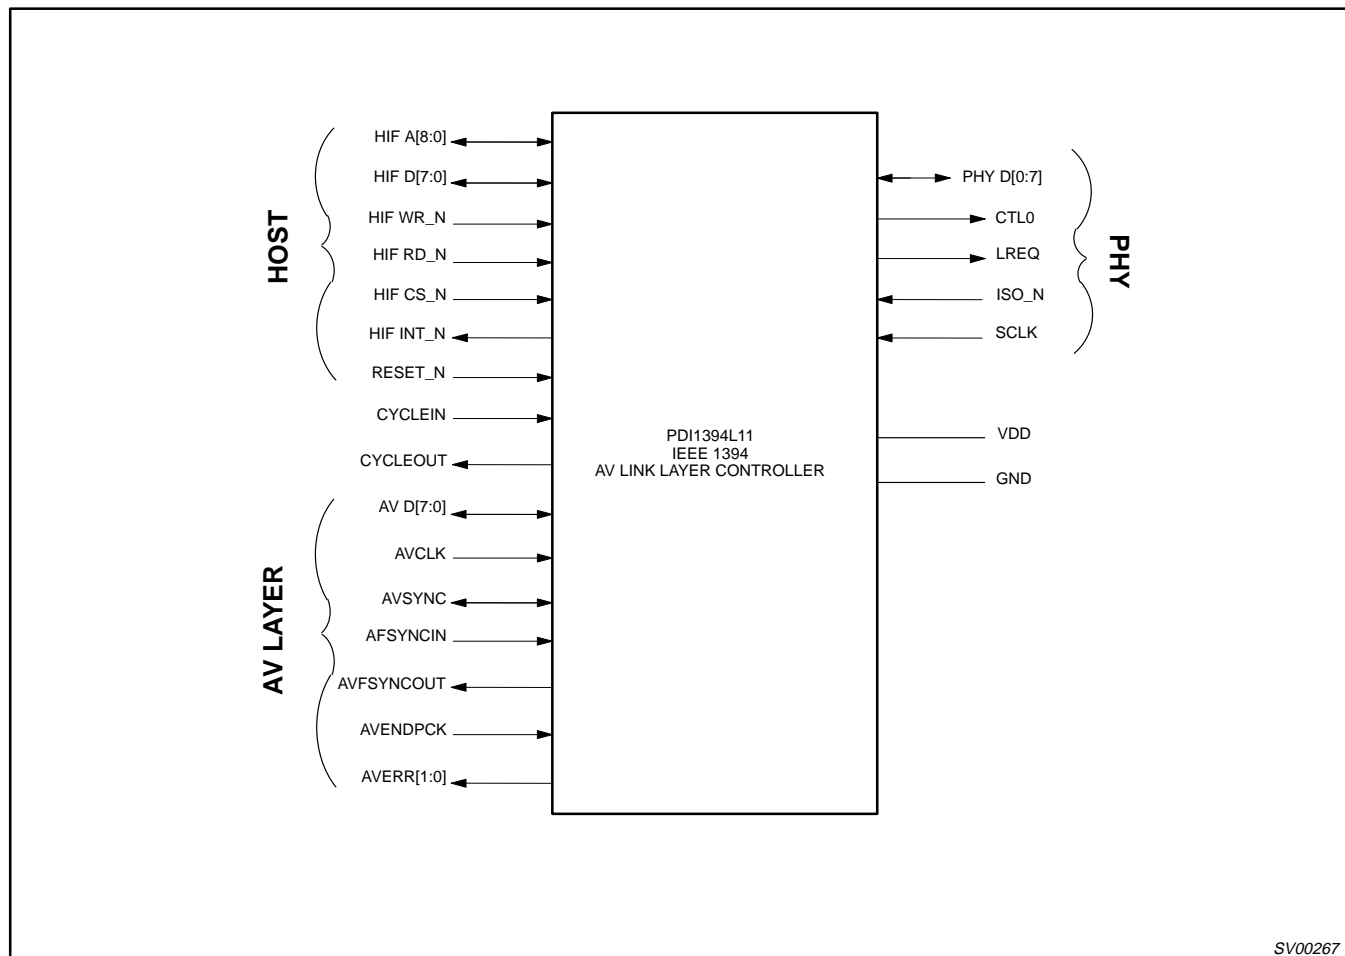 HOST
HIF A[8:0]
HIF D[7:0]
HIF WR_N
HIF RD_N
HIF CS_N
HIF INT_N
RESET_N
CYCLEIN
CYCLEOUT
AV LAYER
AV D[7:0]
AVCLK
AVSYNC
AFSYNCIN
AVFSYNCOUT
AVENDPCK
AVERR[1:0]
PDI1394L11
IEEE 1394
AV LINK LAYER CONTROLLER
PHY D[0:7]
CTL0
LREQ
ISO_N
SCLK
PHY
VDD
GND
SV00267